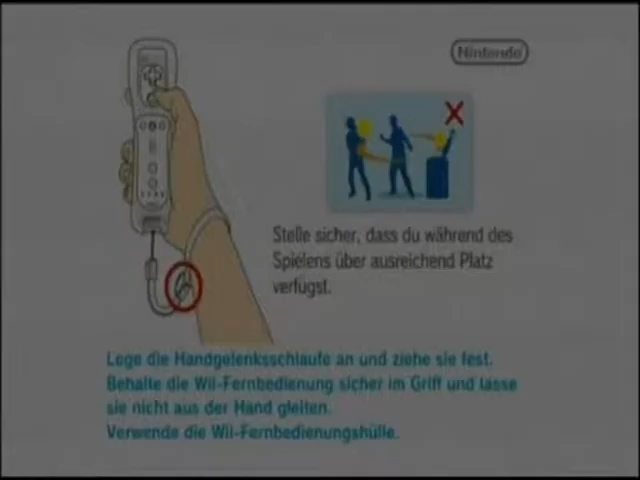 Nintendo
Stelle sicher, dass du während des
Spielens über ausreichend Platz
verfügst.
Lege die Handgelenksschlaufe an und ziehe sie fest.
Behalte die Wii-Fernbedienung sicher im Griff und lasse
sie nicht aus der Hand gleiten.
Verwende die Wii-Fernbedienungshülle.